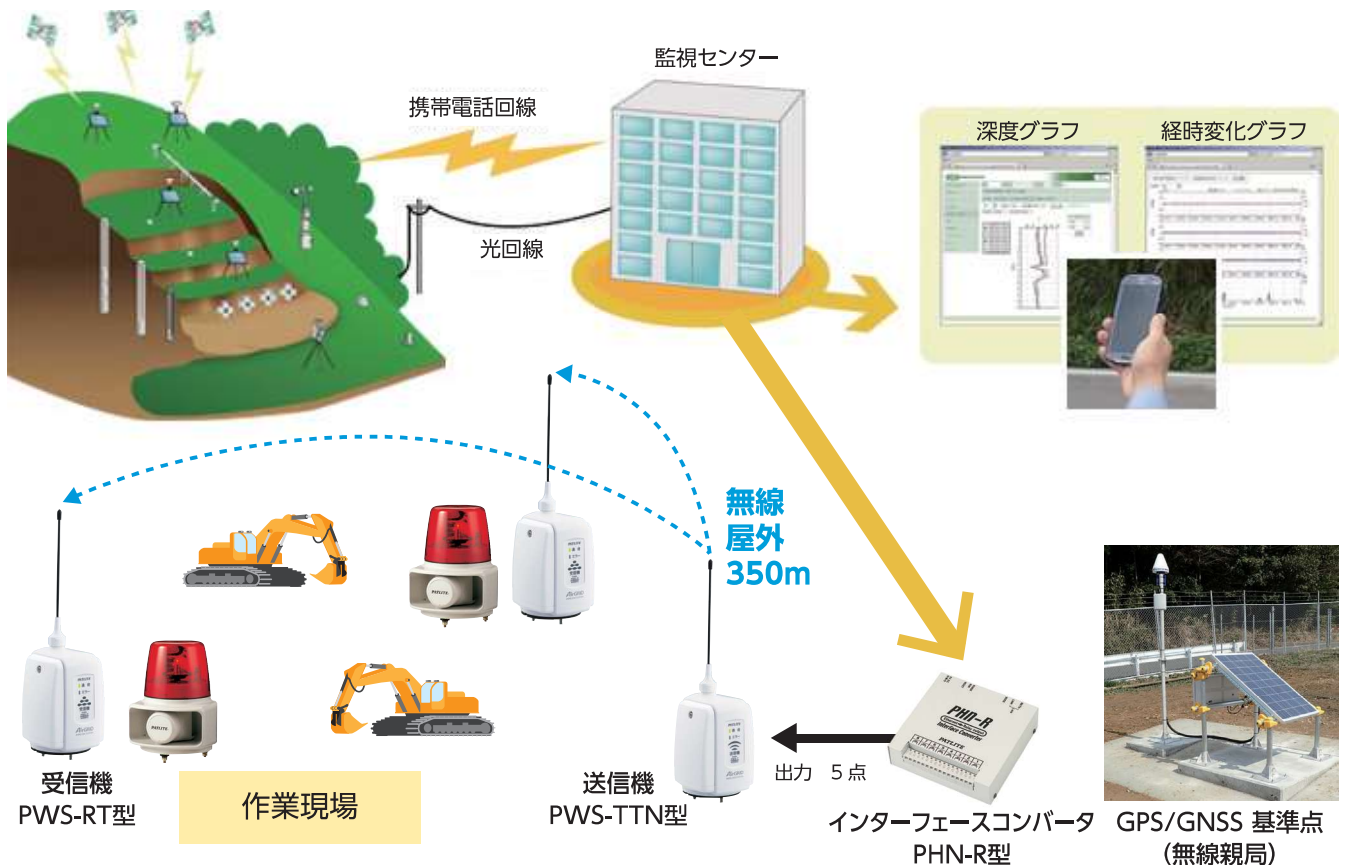 監視センター
携帯電話回線
光回線
深度グラフ
経時変化グラフ
無線
屋外
350m
受信機
PWS-RT型
作業現場
送信機
PWS-TTN型
出力 5点
PHN-R
Interface Converter
PATLITE
インターフェースコンバータ
PHN-R型
GPS/GNSS 基準点
(無線親局)